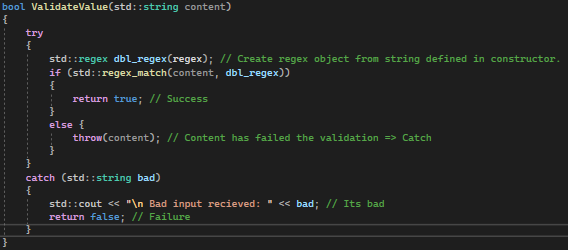 bool ValidateValue(std::string content)
{
try
{
std::regex dbl_regex(regex); // Create regex object from string defined in constructor.
if (std::regex_match(content, dbl_regex))
{
return true; // Success
}
else {
throw(content); // Content has failed the validation => Catch
}
}
catch (std::string bad)
{
std::cout << "\n Bad input recieved: " << bad; // Its bad
return false; // Failure
}
}